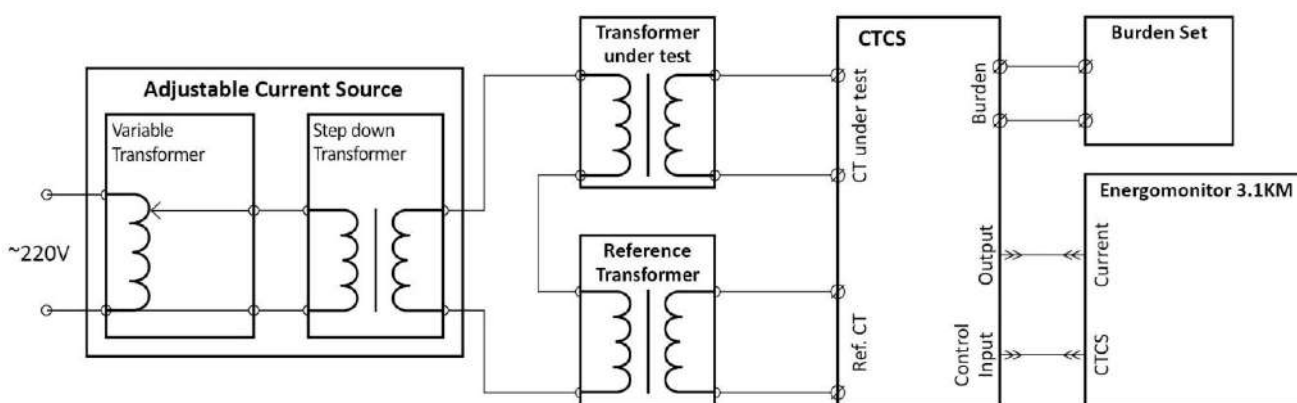 ~220V
Adjustable Current Source
Variable
Transformer
Step down
Transformer
Transformer
under test
Reference
Transformer
CTCS
CT under test
Ref. CT
Burden
Output
Control
Input
Burden Set
Energomonitor 3.1KM
Current
CTCS